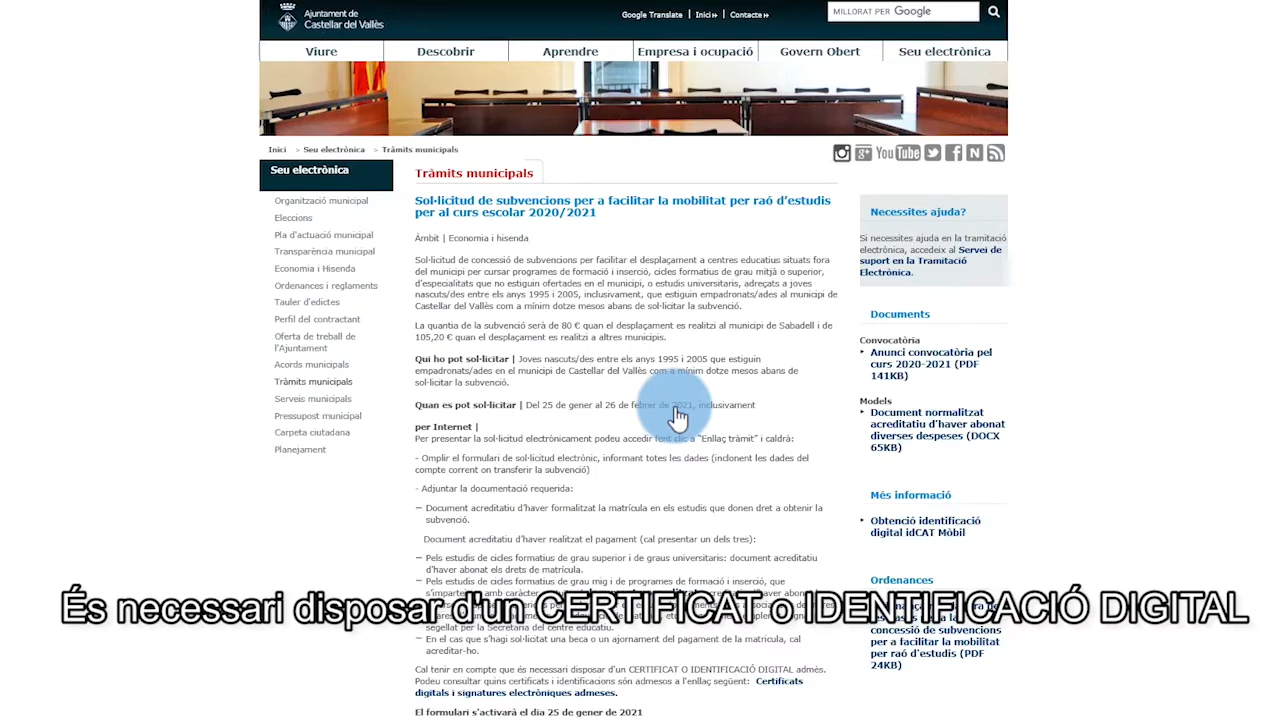 Ajuntament de
Castellar del Vallès
Google Translate | Inici | Contacte
MILLORAT PER Google
Viure
Descobrir
Aprendre
Empresa i ocupació
Govern Obert
Seu electrònica
Inici > Seu electrònica > Tràmits municipals
You Tube
Seu electrònica
Organització municipal
Eleccions
Pla d'actuació municipal
Transparència municipal
Economia i Hisenda
Ordenances i reglaments
Tauler d'edictes
Perfil del contractant
Oferta de treball de
l'Ajuntament
Acords municipals
Tràmits municipals
Serveis municipals
Pressupost municipal
Carpeta ciutadana
Planejament
Tràmits municipals
Sol·licitud de subvencions per a facilitar la mobilitat per raó d’estudis
per al curs escolar 2020/2021
Àmbit | Economia i hisenda
Sol·licitud de concessió de subvencions per facilitar el desplaçament a centres educatius situats fora
del municipi per cursar programes de formació i inserció, cicles formatius de grau mitjà o superior,
d’especialitats que no estiguin ofertades en el municipi, o estudis universitaris, adreçats a joves
nascuts/des entre els anys 1995 i 2005, inclusivament, que estiguin empadronats/ades al municipi de
Castellar del Vallès com a mínim dotze mesos abans de sol·licitar la subvenció.
La quantia de la subvenció serà de 80 € quan el desplaçament es realitzi al municipi de Sabadell i de
105,20 € quan el desplaçament es realitzi a altres municipis.
Qui ho pot sol·licitar | Joves nascuts/des entre els anys 1995 i 2005 que estiguin
empadronats/ades en el municipi de Castellar del Vallès com a mínim dotze mesos abans de
sol·licitar la subvenció.
Quan es pot sol·licitar | Del 25 de gener al 26 de febrer de 2021, inclusivament
per Internet |
Per presentar la sol·licitud electrònicament podeu accedir fent clic a “Enllaç tràmit” i caldrà:
- Omplir el formulari de sol·licitud electrònic, informant totes les dades (inclonent les dades del
compte corrent on transferir la subvenció)
- Adjuntar la documentació requerida:
— Document acreditatiu d’haver formalitzat la matrícula en els estudis que donen dret a obtenir la
subvenció.
Document acreditatiu d’haver realitzat el pagament (cal presentar un dels tres):
— Pels estudis de cicles formatius de grau superior i de graus universitaris: document acreditatiu
d’haver abonat els drets de matrícula.
— Pels estudis de cicles formatius de grau mig i de programes de formació i inserció, que
És necessari disposar d'un CERTIFICAT o IDENTIFICACIÓ DIGITAL
segellat per la Secretaria del centre educatiu.
— En el cas que s’hagi sol·licitat una beca o un ajornament del pagament de la matricula, cal
acreditar-ho.
Cal tenir en compte que és necessari disposar d'un CERTIFICAT O IDENTIFICACIÓ DIGITAL admès.
Podeu consultar quins certificats i identificacions són admesos a l'enllaç següent: Certificats
digitals i signatures electròniques admeses.
El formulari s'activarà el dia 25 de gener de 2021
Necessites ajuda?
Si necessites ajuda en la tramitació
electrònica, accedeix al Servei de
suport en la Tramitació
Electrònica.
Documents
Convocatòria
Anunci convocatòria pel
curs 2020-2021 (PDF
141KB)
Models
Document normalitzat
acreditatiu d'haver abonat
diverses despeses (DOCX
65KB)
Més informació
Obtenció identificació
digital idCAT Mòbil
Ordenances
concessió de subvencions
per a facilitar la mobilitat
per raó d'estudis (PDF
24KB)